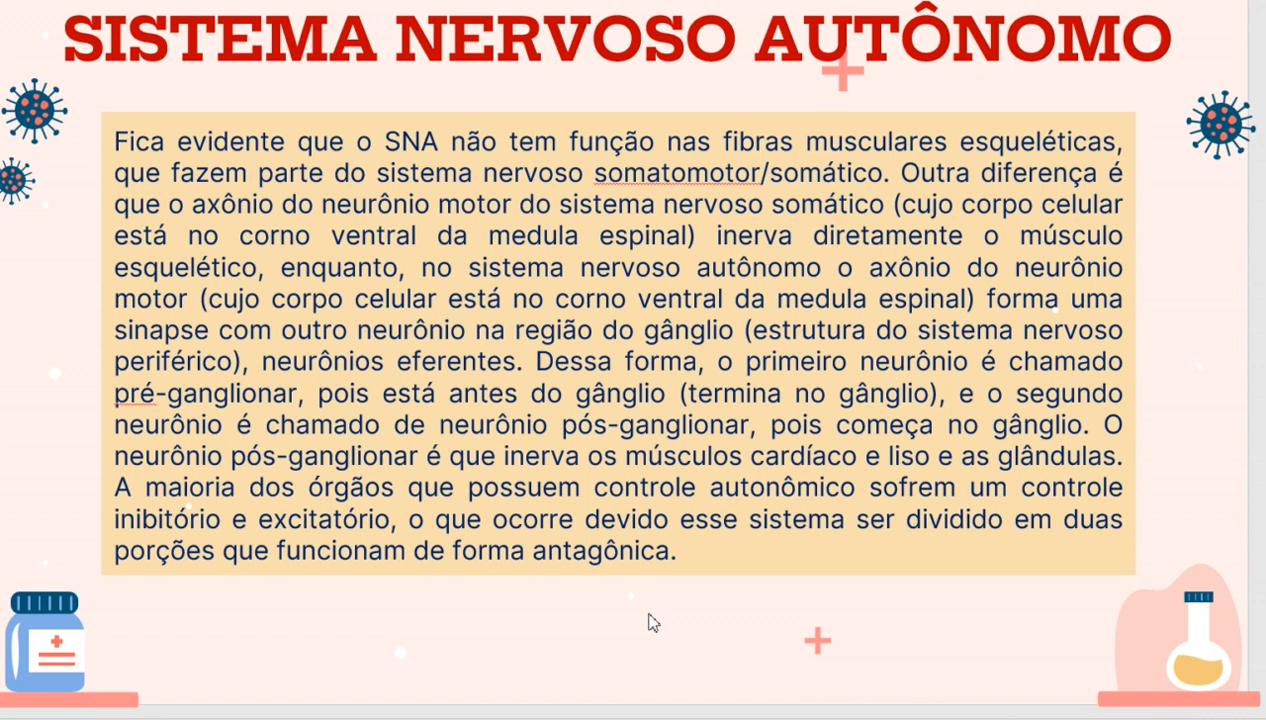 SISTEMA NERVOSO AUTÔNOMO
Fica evidente que o SNA não tem função nas fibras musculares esqueléticas,
que fazem parte do sistema nervoso somatomotor/somático. Outra diferença é
que o axônio do neurônio motor do sistema nervoso somático (cujo corpo celular
está no corno ventral da medula espinal) inerva diretamente o músculo
esquelético, enquanto, no sistema nervoso autônomo o axônio do neurônio
motor (cujo corpo celular está no corno ventral da medula espinal) forma uma
sinapse com outro neurônio na região do gânglio (estrutura do sistema nervoso
periférico), neurônios eferentes. Dessa forma, o primeiro neurônio é chamado
pré-ganglionar, pois está antes do gânglio (termina no gânglio), e o segundo
neurônio é chamado de neurônio pós-ganglionar, pois começa no gânglio. O
neurônio pós-ganglionar é que inerva os músculos cardíaco e liso e as glândulas.
A maioria dos órgãos que possuem controle autonômico sofrem um controle
inibitório e excitatório, o que ocorre devido esse sistema ser dividido em duas
porções que funcionam de forma antagônica.